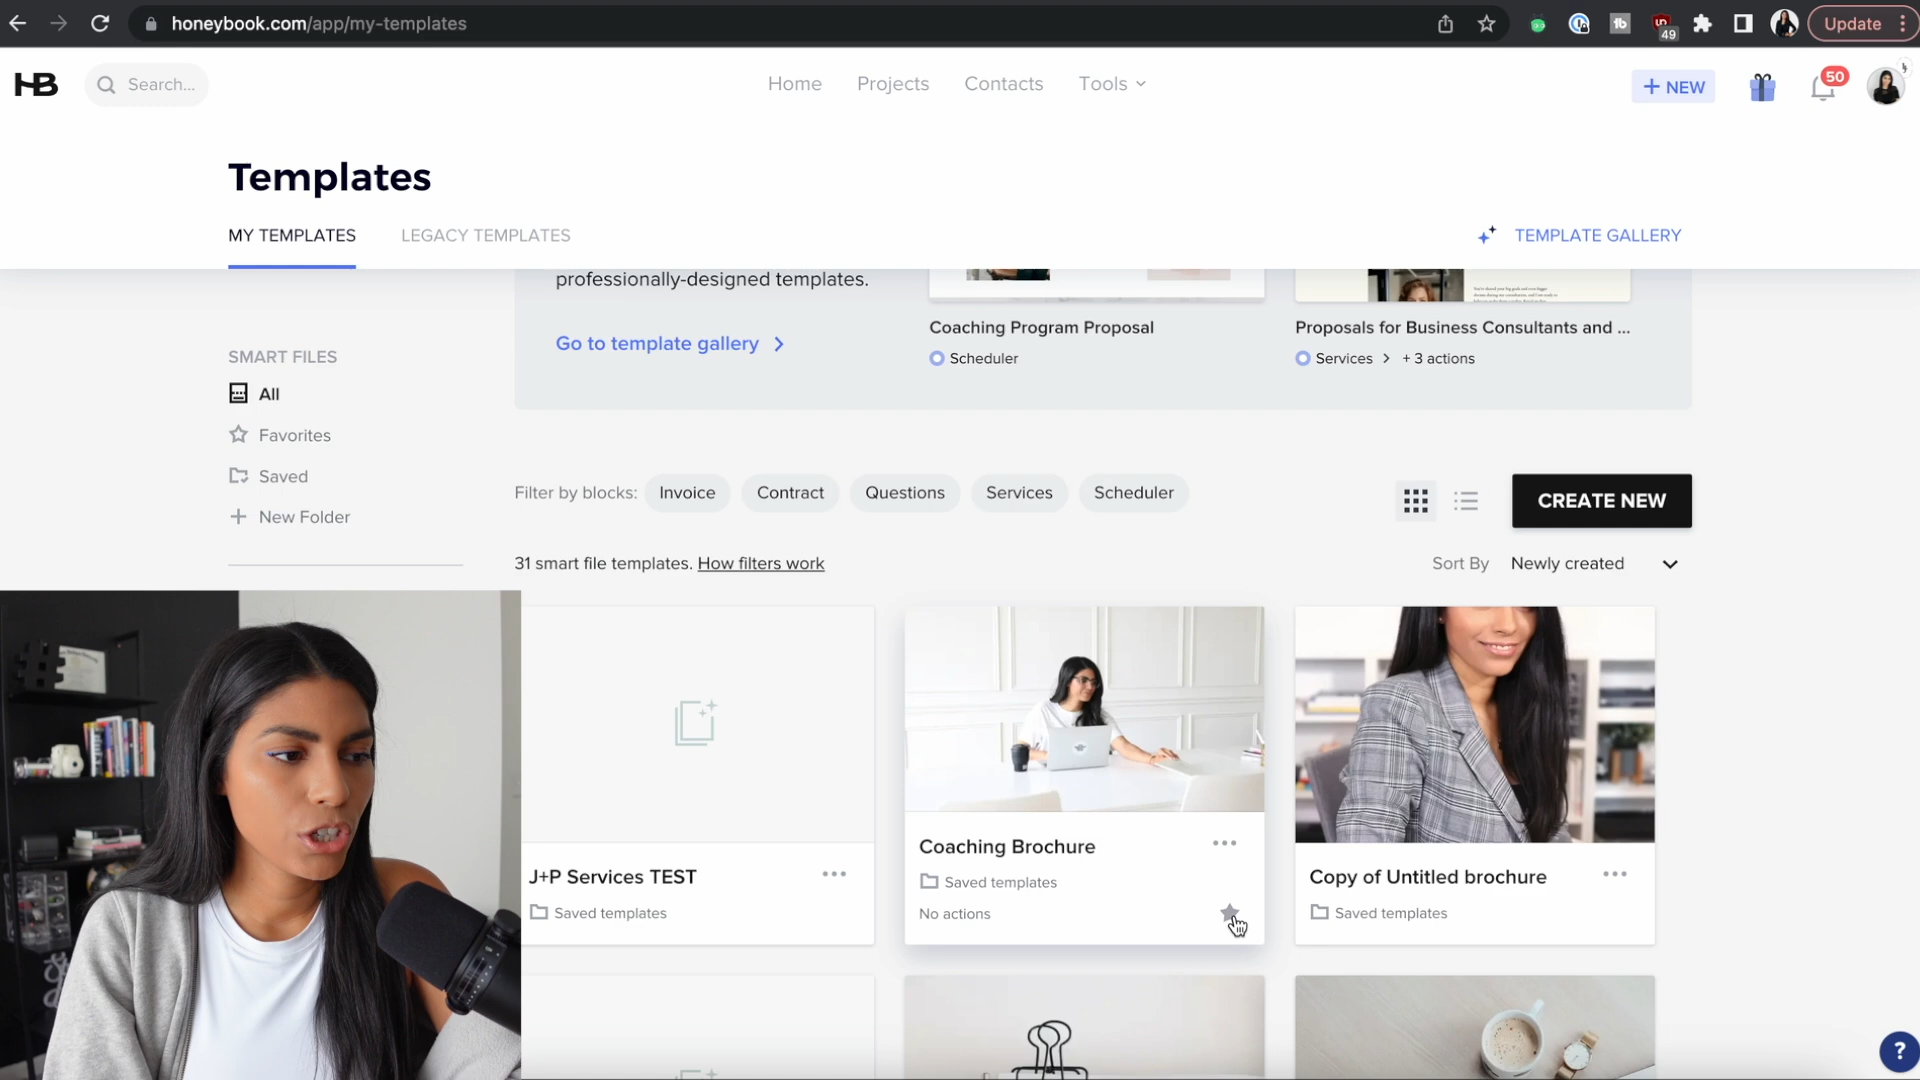 honeybook.com/app/my-templates
49
Update
HB
Search...
Home
Projects
Contacts
Tools
+ NEW
50
Templates
MY TEMPLATES
LEGACY TEMPLATES
TEMPLATE GALLERY
professionally-designed templates.
Go to template gallery
Coaching Program Proposal
Scheduler
Proposals for Business Consultants and ...
Services > + 3 actions
SMART FILES
All
Favorites
Saved
+ New Folder
Filter by blocks:
Invoice
Contract
Questions
Services
Scheduler
CREATE NEW
31 smart file templates. How filters work
Sort By
Newly created
J+P Services TEST
Saved templates
Coaching Brochure
Saved templates
No actions
Copy of Untitled brochure
Saved templates
?